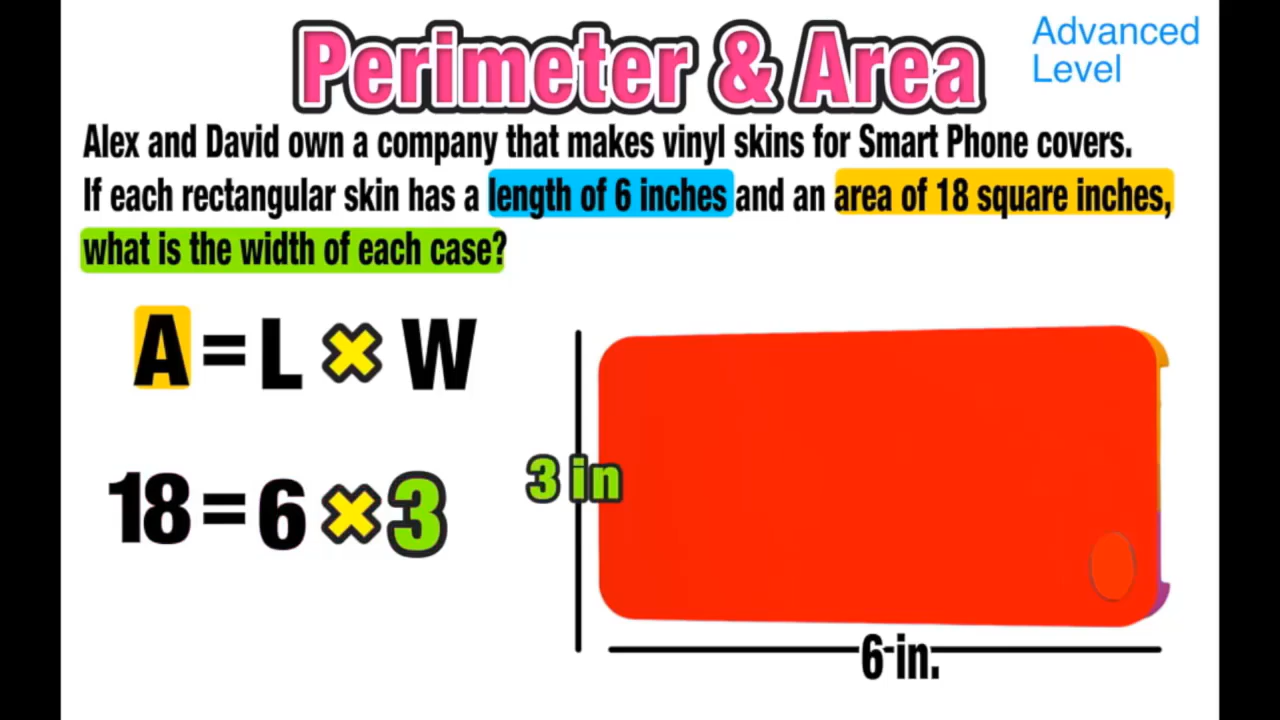 Perimeter & Area
Advanced
Level
Alex and David own a company that makes vinyl skins for Smart Phone covers.
If each rectangular skin has a length of 6 inches and an area of 18 square inches,
what is the width of each case?
A = L × W
18 = 6 × 3
3 in
6 in.